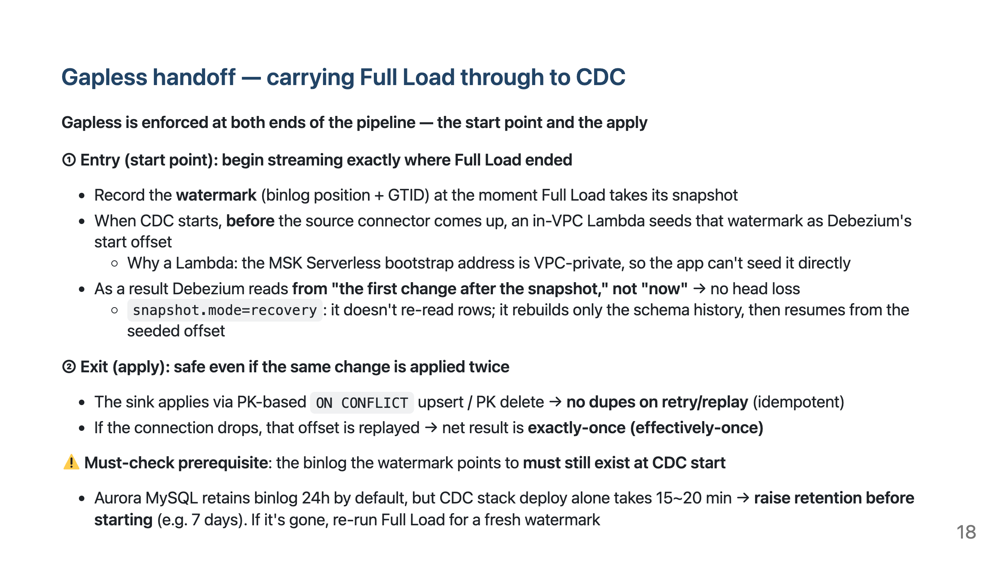 Gapless handoff — carrying Full Load through to CDC
Gapless is enforced at both ends of the pipeline — the start point and the apply
① Entry (start point): begin streaming exactly where Full Load ended
• Record the watermark (binlog position + GTID) at the moment Full Load takes its snapshot
• When CDC starts, before the source connector comes up, an in-VPC Lambda seeds that watermark as Debezium's
start offset
○ Why a Lambda: the MSK Serverless bootstrap address is VPC-private, so the app can't seed it directly
• As a result Debezium reads from "the first change after the snapshot," not "now" → no head loss
○ snapshot.mode=recovery : it doesn't re-read rows; it rebuilds only the schema history, then resumes from the
seeded offset
② Exit (apply): safe even if the same change is applied twice
• The sink applies via PK-based ON CONFLICT upsert / PK delete → no dupes on retry/replay (idempotent)
• If the connection drops, that offset is replayed → net result is exactly-once (effectively-once)
⚠️ Must-check prerequisite: the binlog the watermark points to must still exist at CDC start
• Aurora MySQL retains binlog 24h by default, but CDC stack deploy alone takes 15~20 min → raise retention before
starting (e.g. 7 days). If it's gone, re-run Full Load for a fresh watermark
18